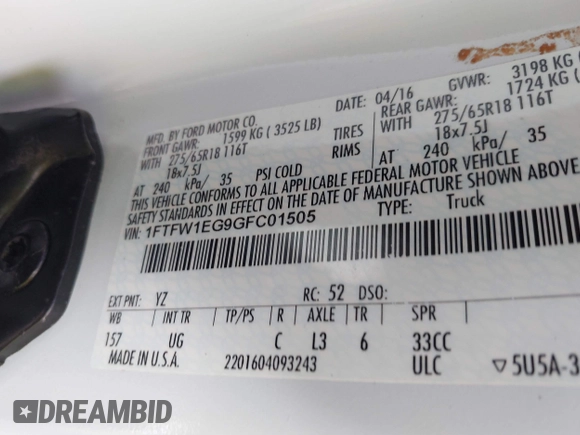 MFD. BY FORD MOTOR CO.
DATE: 04/16
GVWR: 3198 KG
FRONT GAWR: 1599 KG ( 3525 LB)
REAR GAWR: 1724 KG (
WITH 275/65R18 116T
TIRES
WITH 275/65R18 116T
18x7.5J
RIMS
18x7.5J
AT 240 kPa/ 35 PSI COLD
AT 240 kPa/ 35
THIS VEHICLE CONFORMS TO ALL APPLICABLE FEDERAL MOTOR VEHICLE
SAFETY STANDARDS IN EFFECT ON THE DATE OF MANUFACTURE SHOWN ABOVE.
VIN: 1FTFW1EG9GFC01505
TYPE: Truck
EXT PNT: YZ RC: 52 DSO:
WB INT TR TP/PS R AXLE TR SPR
157 UG C L3 6 33CC
MADE IN U.S.A. 2201604093243 ULC ▽5U5A-3
DREAMBID